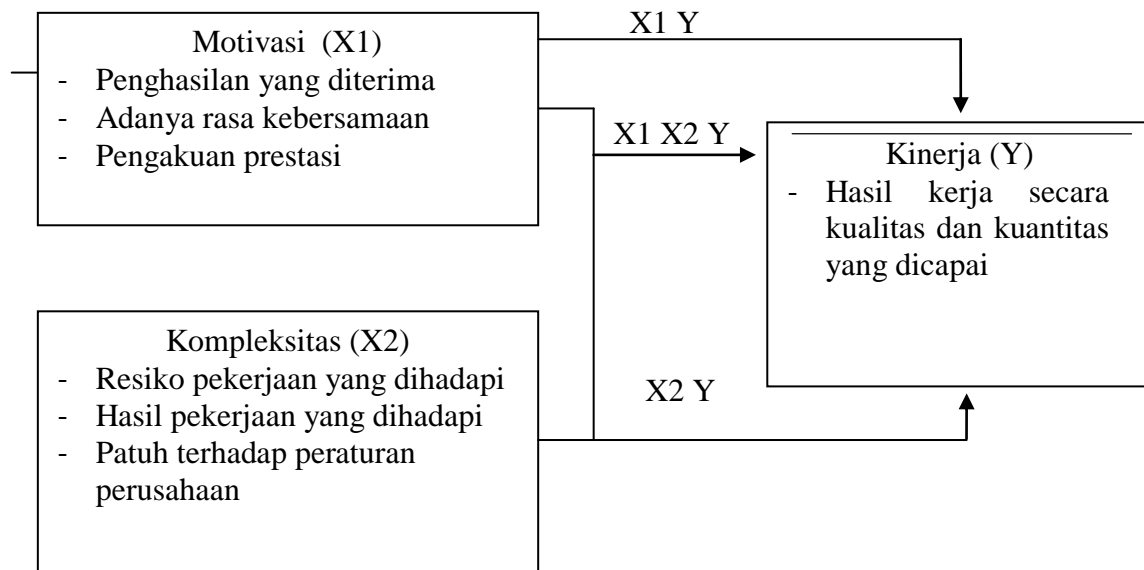 Motivasi (X1)
- Penghasilan yang diterima
- Adanya rasa kebersamaan
- Pengakuan prestasi
X1 Y
X1 X2 Y
Kinerja (Y)
- Hasil kerja secara
kualitas dan kuantitas
yang dicapai
Kompleksitas (X2)
- Resiko pekerjaan yang dihadapi
- Hasil pekerjaan yang dihadapi
- Patuh terhadap peraturan
perusahaan
X2 Y